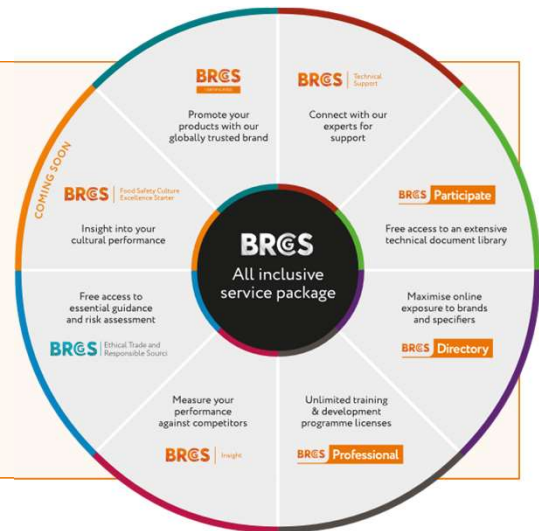 BRCGS
All inclusive
service package
BRCGS
Promote your
products with our
globally trusted brand
BRCGS | Technical
Support
Connect with our
experts for
support
BRCGS Participate
Free access to an extensive
technical document library
Maximise online
exposure to brands
and specifiers
BRCGS Directory
Unlimited training
& development
programme licenses
BRCGS Professional
Measure your
performance
against competitors
BRCGS | Insight
Free access to
essential guidance
and risk assessment
BRCGS | Ethical Trade and
Responsible Sourci
COMING SOON
BRCGS | Food Safety Culture
Excellence Starter
Insight into your
cultural performance